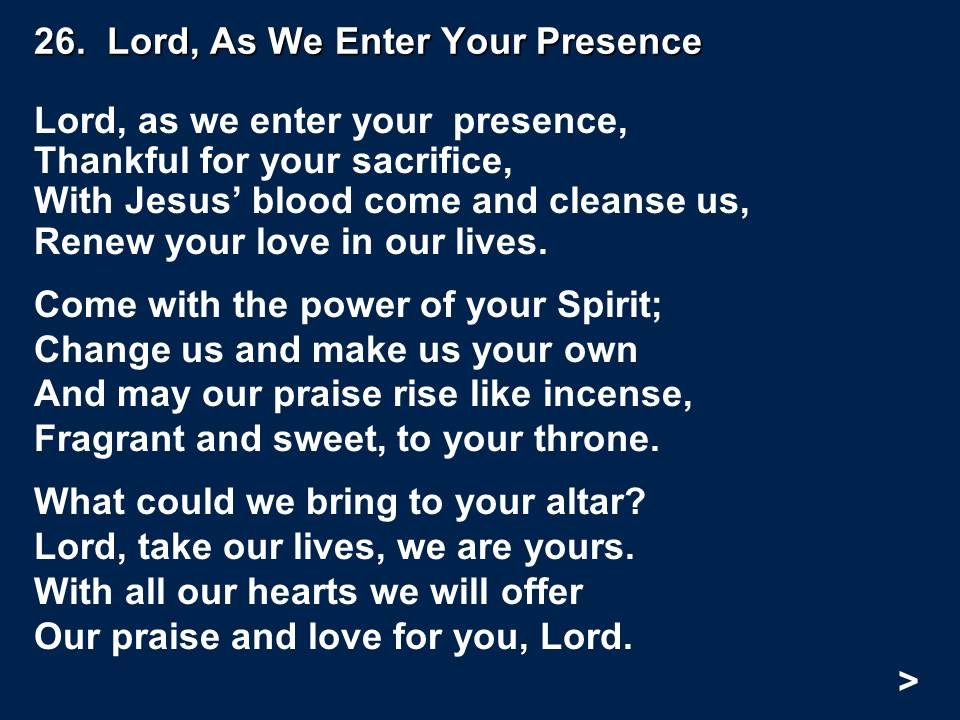 26.  Lord, As We Enter Your Presence
Lord, as we enter your  presence,
Thankful for your sacrifice,
With Jesus’ blood come and cleanse us,
Renew your love in our lives.
Come with the power of your Spirit;
Change us and make us your own
And may our praise rise like incense,
Fragrant and sweet, to your throne.
What could we bring to your altar?
Lord, take our lives, we are yours.
With all our hearts we will offer
Our praise and love for you, Lord.
>